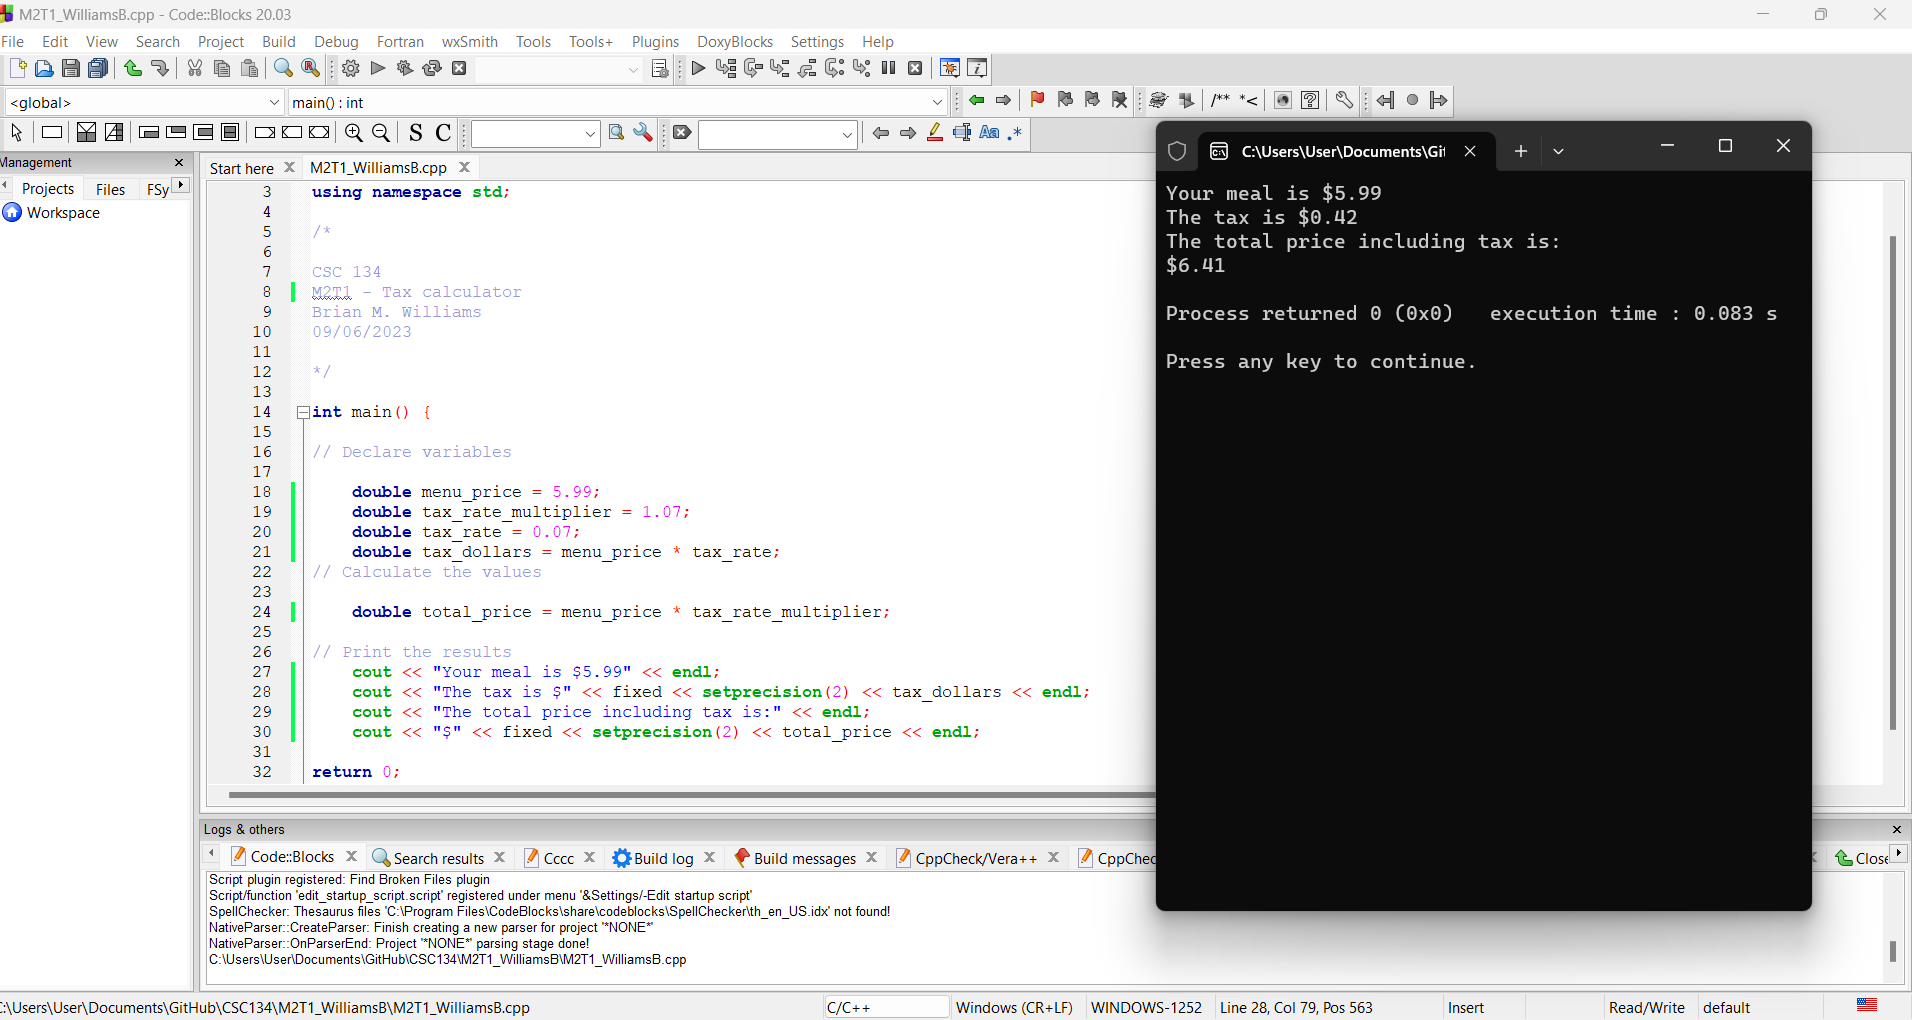 M2T1_WilliamsB.cpp - Code::Blocks 20.03
File Edit View Search Project Build Debug Fortran wxSmith Tools Tools+ Plugins DoxyBlocks Settings Help
<global> main() : int
/** *<
S C Aa .*
Management
Projects Files FSy
Workspace
Start here M2T1_WilliamsB.cpp
3 using namespace std;
4
5 /*
6
7 CSC 134
8 M2T1 - Tax calculator
9 Brian M. Williams
10 09/06/2023
11
12 */
13
14 int main() {
15
16 // Declare variables
17
18 double menu_price = 5.99;
19 double tax_rate_multiplier = 1.07;
20 double tax_rate = 0.07;
21 double tax_dollars = menu_price * tax_rate;
22 // Calculate the values
23
24 double total_price = menu_price * tax_rate_multiplier;
25
26 // Print the results
27 cout << "Your meal is $5.99" << endl;
28 cout << "The tax is $" << fixed << setprecision(2) << tax_dollars << endl;
29 cout << "The total price including tax is:" << endl;
30 cout << "$" << fixed << setprecision(2) << total_price << endl;
31
32 return 0;
C:\Users\User\Documents\Git
Your meal is $5.99
The tax is $0.42
The total price including tax is:
$6.41
Process returned 0 (0x0) execution time : 0.083 s
Press any key to continue.
Logs & others
Code::Blocks Search results Cccc Build log Build messages CppCheck/Vera++ CppChec Close
Script plugin registered: Find Broken Files plugin
Script/function 'edit_startup_script.script' registered under menu '&Settings/-Edit startup script'
SpellChecker: Thesaurus files 'C:\Program Files\CodeBlocks\share\codeblocks\SpellChecker\th_en_US.idx' not found!
NativeParser::CreateParser: Finish creating a new parser for project '*NONE*'
NativeParser::OnParserEnd: Project '*NONE*' parsing stage done!
C:\Users\User\Documents\GitHub\CSC134\M2T1_WilliamsB\M2T1_WilliamsB.cpp
:\Users\User\Documents\GitHub\CSC134\M2T1_WilliamsB\M2T1_WilliamsB.cpp C/C++ Windows (CR+LF) WINDOWS-1252 Line 28, Col 79, Pos 563 Insert Read/Write default